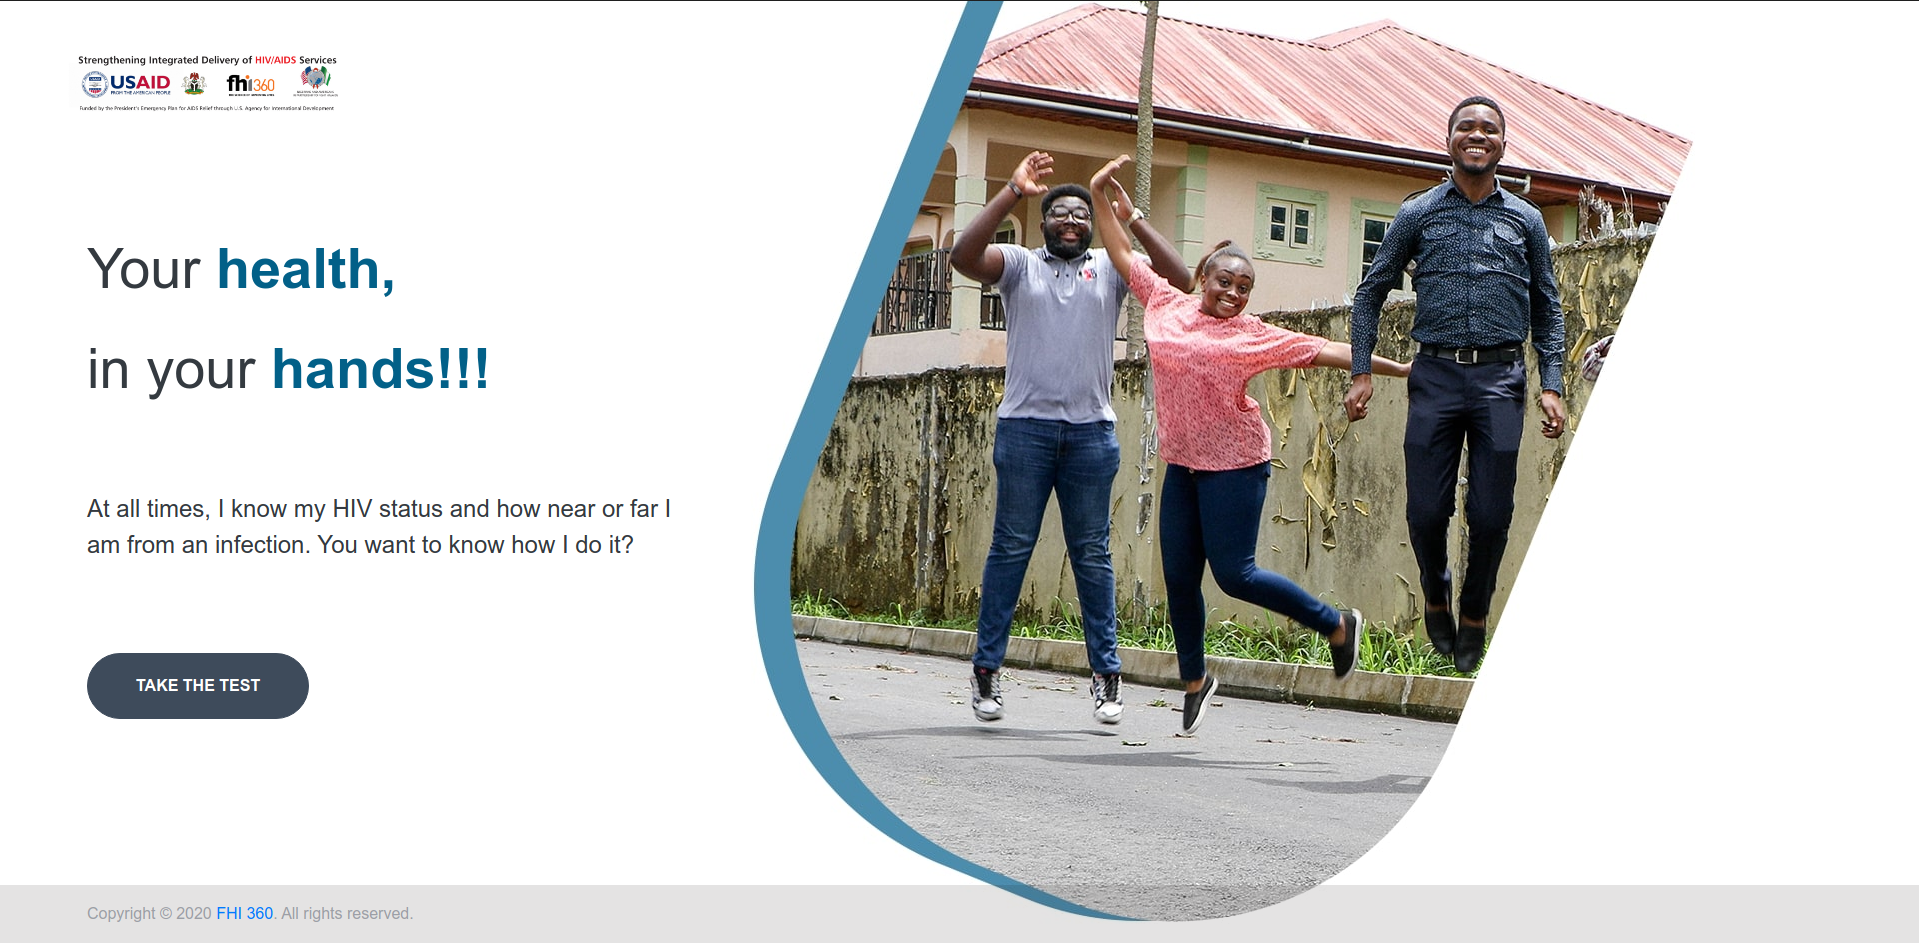 Strengthening Integrated Delivery of HIV/AIDS Services
USAID
FROM THE AMERICAN PEOPLE
fhi360
Funded by the President's Emergency Plan for AIDS Relief through U.S. Agency for International Development
Your health,
in your hands!!!
At all times, I know my HIV status and how near or far I
am from an infection. You want to know how I do it?
TAKE THE TEST
Copyright © 2020 FHI 360. All rights reserved.